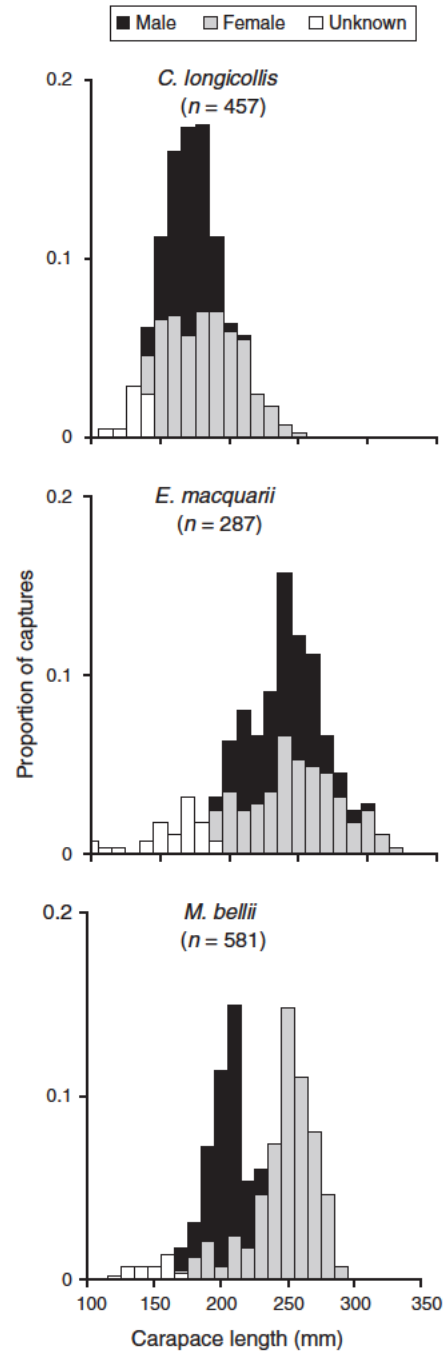 Male Female Unknown
C. longicollis
(n = 457)
0.2
0.1
0
E. macquarii
(n = 287)
0.2
0.1
0
Proportion of captures
M. bellii
(n = 581)
0.2
0.1
0
100 150 200 250 300 350
Carapace length (mm)